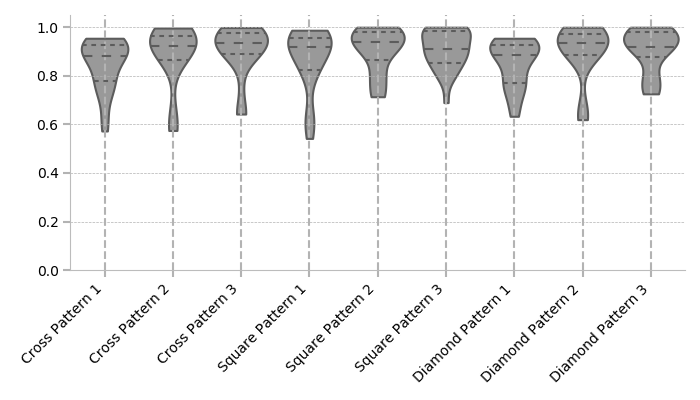 1.0
0.8
0.6
0.4
0.2
0.0
Cross Pattern 1
Cross Pattern 2
Cross Pattern 3
Square Pattern 1
Square Pattern 2
Square Pattern 3
Diamond Pattern 1
Diamond Pattern 2
Diamond Pattern 3